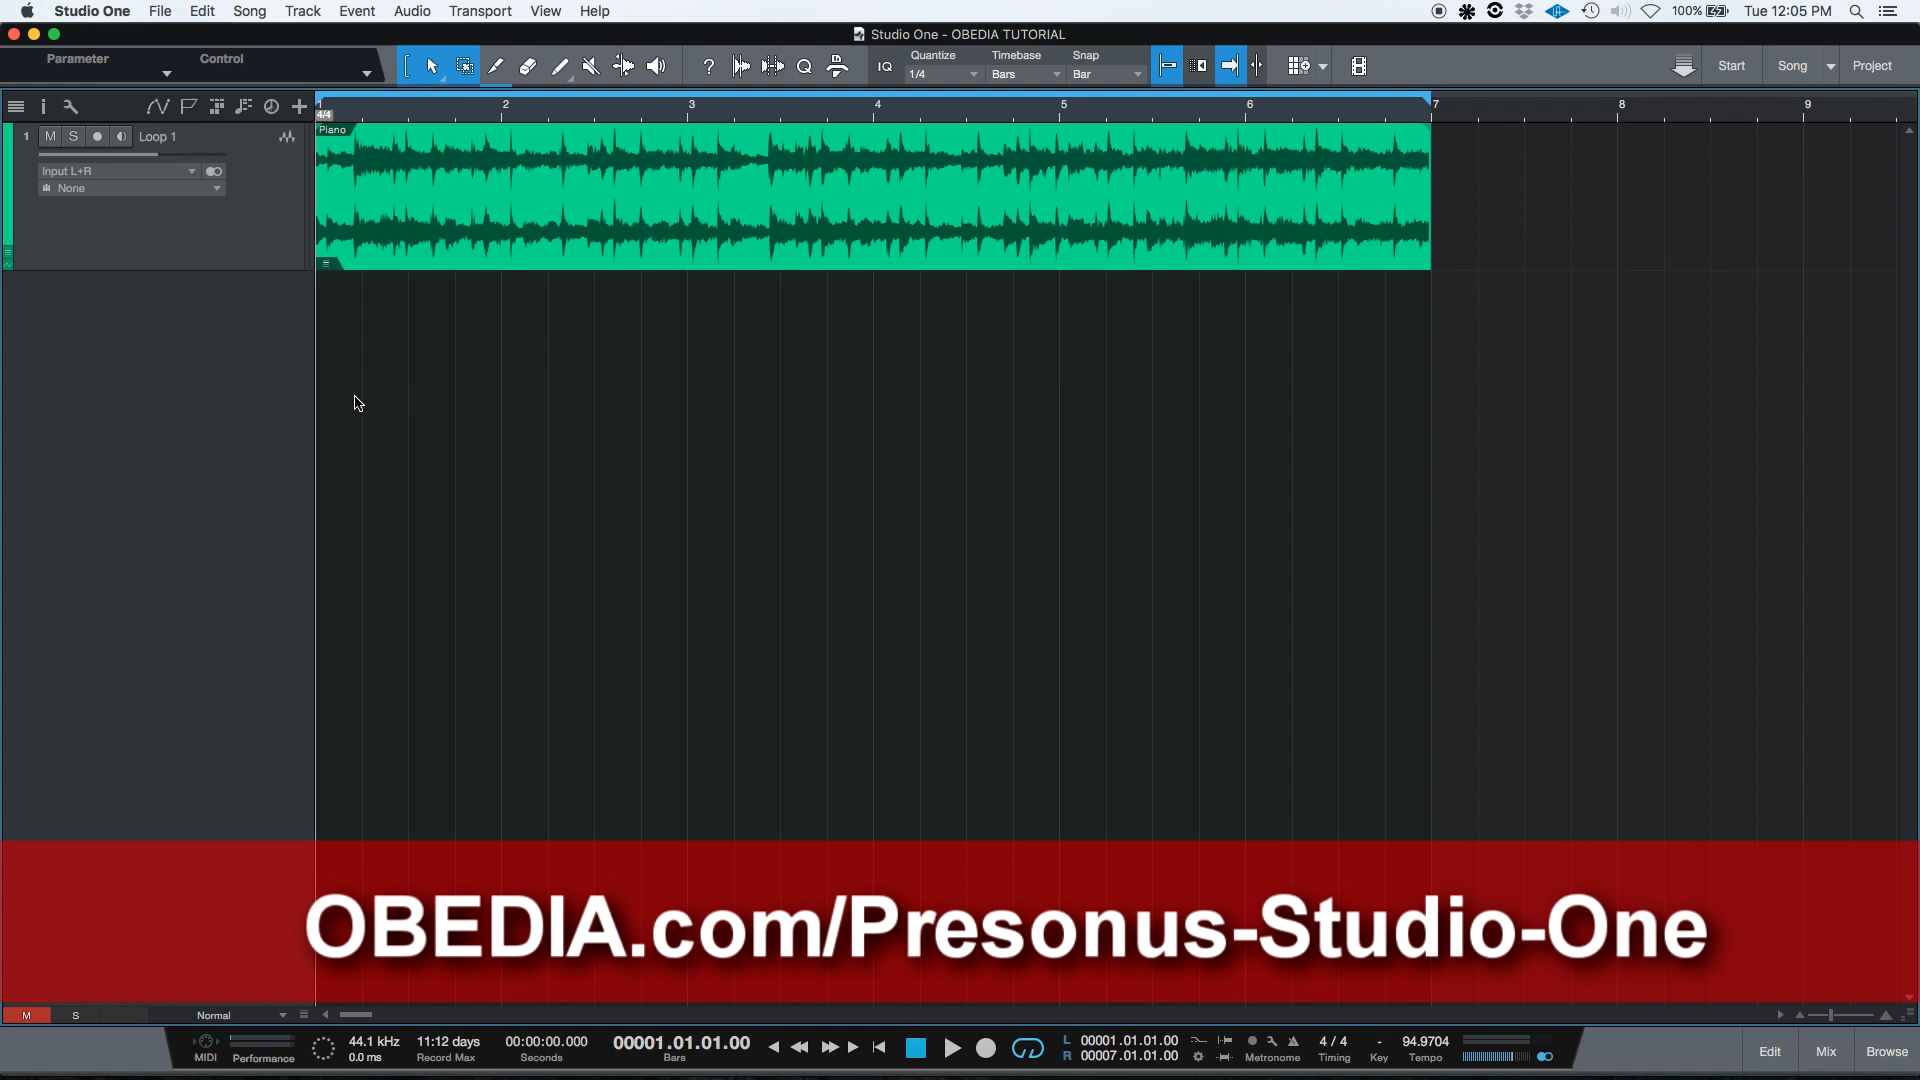 Studio One File Edit Song Track Event Audio Transport View Help 100% Tue 12:05 PM
Studio One - OBEDIA TUTORIAL
Parameter Control ? Q IQ Quantize 1/4 Timebase Bars Snap Bar Start Song Project
i 1 2 3 4 5 6 7 8 9
4/4
Piano
1 M S Loop 1
Input L+R
None
OBEDIA.com/Presonus-Studio-One
M S Normal
MIDI Performance 44.1 kHz 0.0 ms 11:12 days Record Max 00:00:00.000 Seconds 00001.01.01.00 Bars L 00001.01.01.00 R 00007.01.01.00 Metronome 4 / 4 Timing - Key 94.9704 Tempo Edit Mix Browse